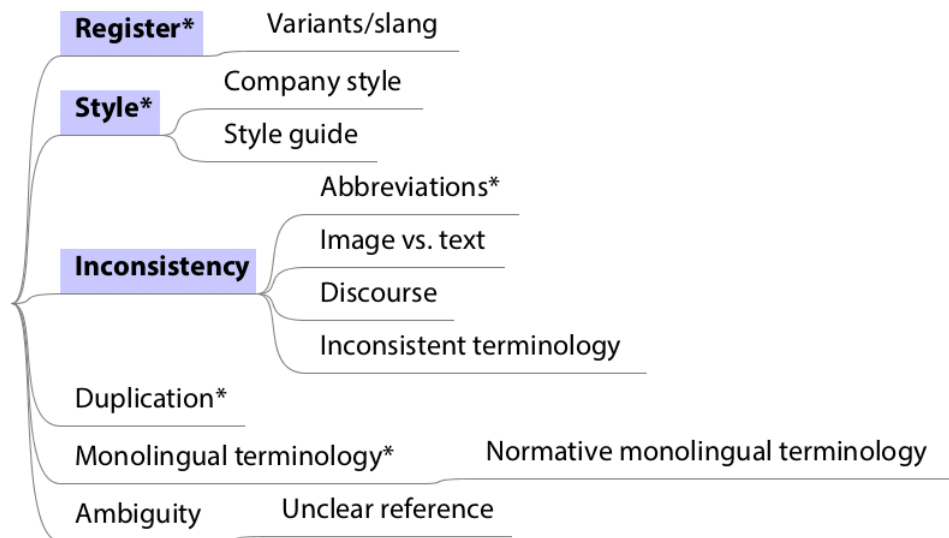 Register*
Variants/slang
Style*
Company style
Style guide
Inconsistency
Abbreviations*
Image vs. text
Discourse
Inconsistent terminology
Duplication*
Monolingual terminology*
Normative monolingual terminology
Ambiguity
Unclear reference